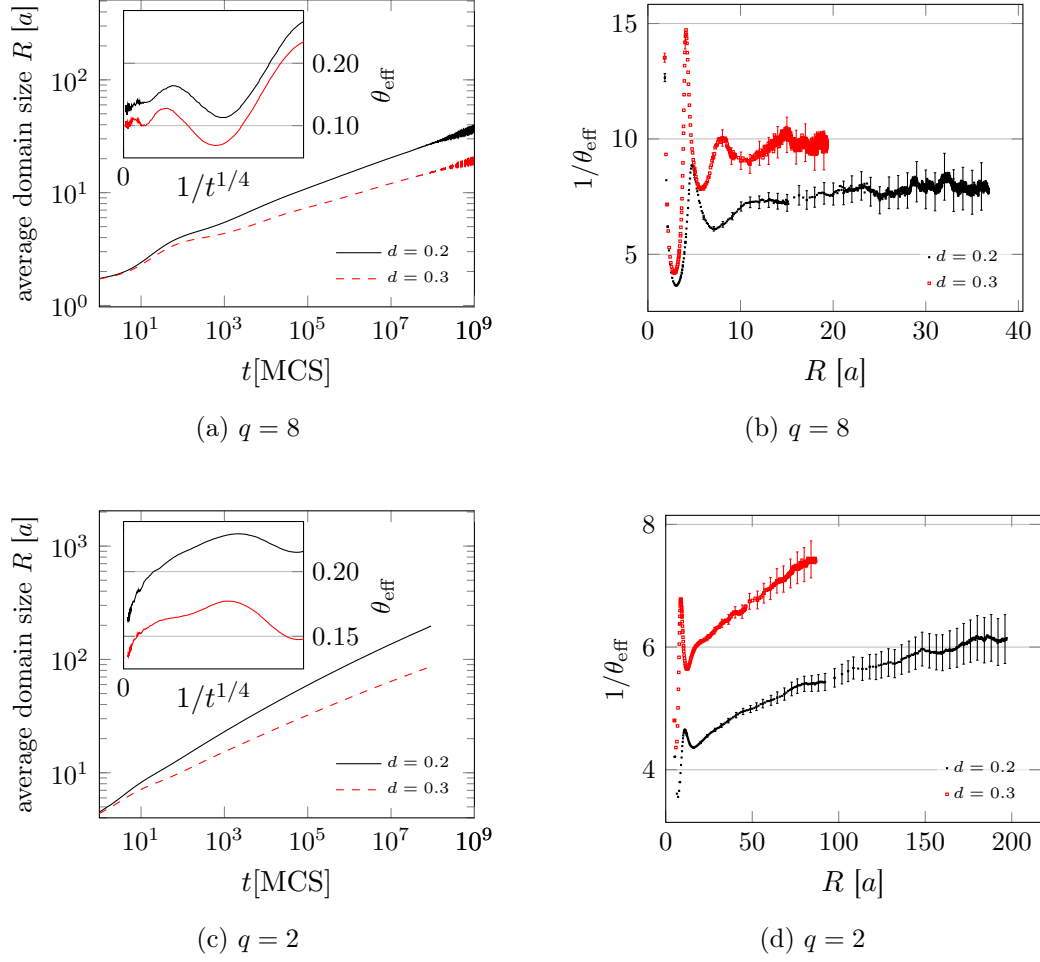 average domain size R [a]
10^2
10^1
10^0
0.20
0.10
θ_eff
0
1/t^{1/4}
d = 0.2
d = 0.3
10^1 10^3 10^5 10^7 10^9
t[MCS]
(a) q = 8
1/θ_eff
15
10
5
d = 0.2
d = 0.3
0 10 20 30 40
R [a]
(b) q = 8
average domain size R [a]
10^3
10^2
10^1
0.20
0.15
θ_eff
0
1/t^{1/4}
d = 0.2
d = 0.3
10^1 10^3 10^5 10^7 10^9
t[MCS]
(c) q = 2
1/θ_eff
8
6
4
d = 0.2
d = 0.3
0 50 100 150 200
R [a]
(d) q = 2